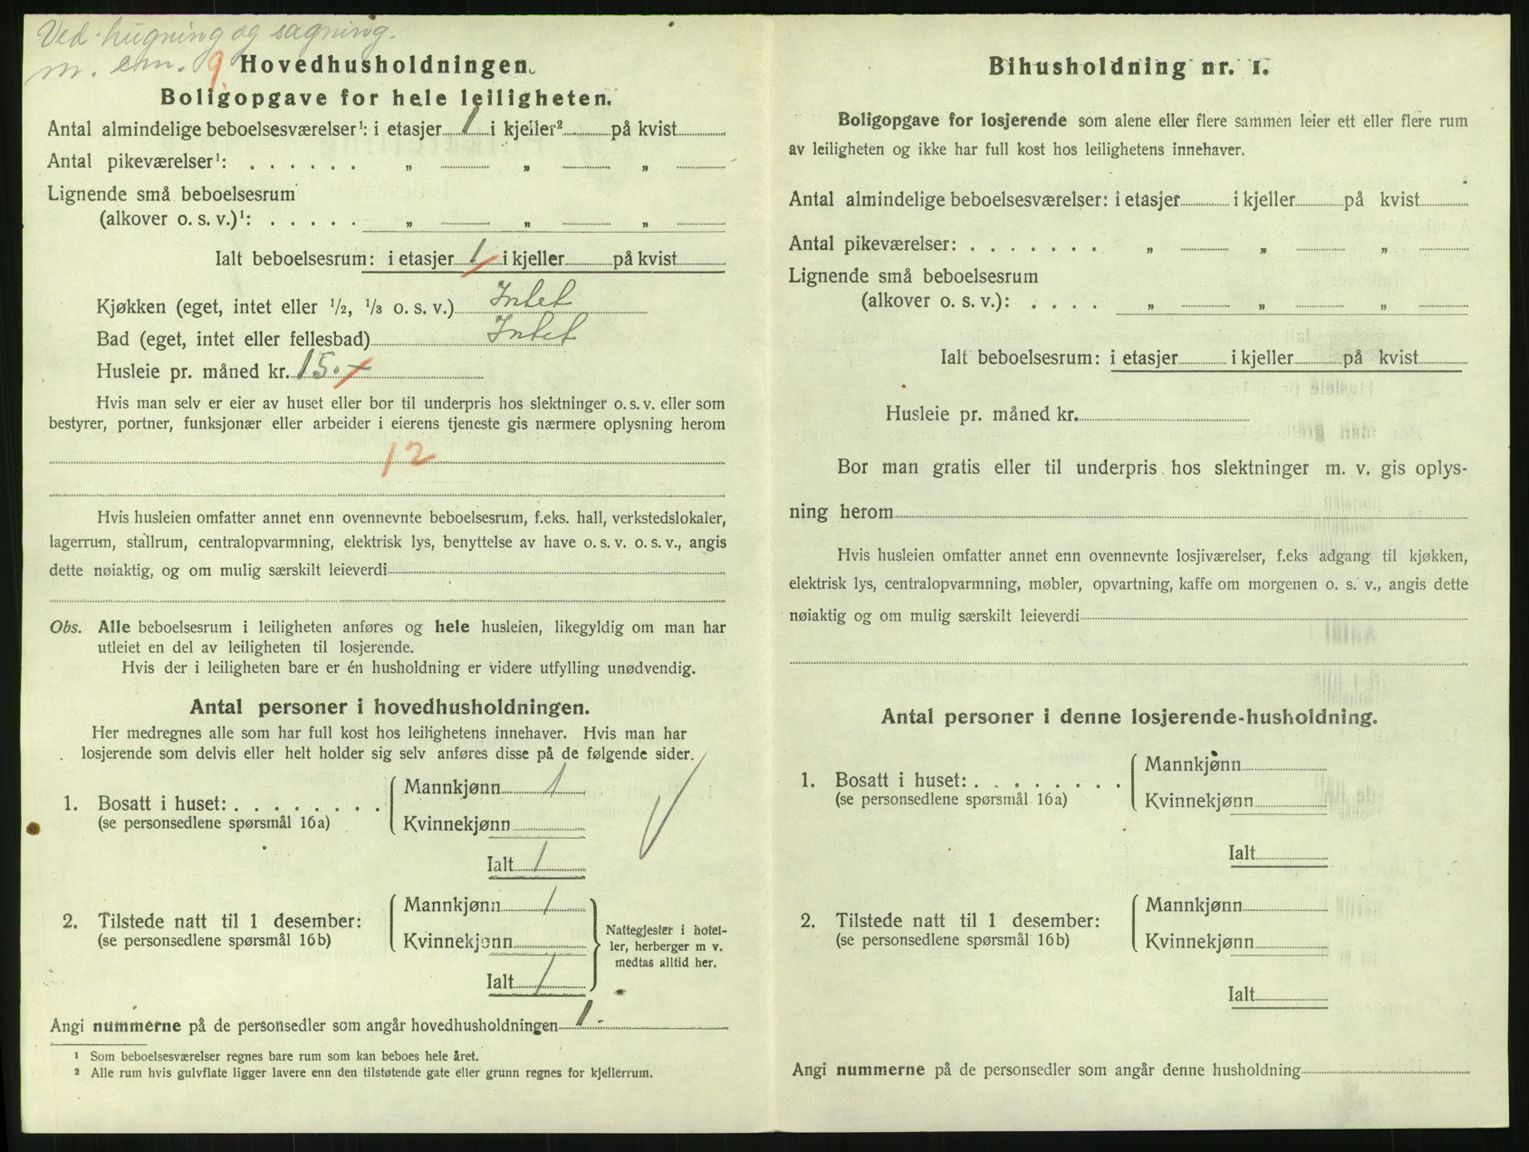 Ved-hugning og sagning.
m. em. 9
Hovedhusholdningen.
Boligopgave for hele leiligheten.
Antal almindelige beboelsesværelser¹: i etasjer 1 i kjeller² på kvist
Antal pikeværelser¹: . . . . . . „ „ „
Lignende små beboelsesrum
(alkover o. s. v.)¹: . . . . . „ „ „
Ialt beboelsesrum: i etasjer 1 i kjeller på kvist
Kjøkken (eget, intet eller ¹/₂, ¹/₃ o. s. v.) Intet
Bad (eget, intet eller fellesbad) Intet
Husleie pr. måned kr. 15.-
Hvis man selv er eier av huset eller bor til underpris hos slektninger o. s. v. eller som
bestyrer, portner, funksjonær eller arbeider i eierens tjeneste gis nærmere oplysning herom
12
Hvis husleien omfatter annet enn ovennevnte beboelsesrum, f.eks. hall, verkstedslokaler,
lagerrum, stallrum, centralopvarmning, elektrisk lys, benyttelse av have o. s. v. o. s. v., angis
dette nøiaktig, og om mulig særskilt leieverdi
Obs. Alle beboelsesrum i leiligheten anføres og hele husleien, likegyldig om man har
utleiet en del av leiligheten til losjerende.
Hvis der i leiligheten bare er én husholdning er videre utfylling unødvendig.
Antal personer i hovedhusholdningen.
Her medregnes alle som har full kost hos leilighetens innehaver. Hvis man har
losjerende som delvis eller helt holder sig selv anføres disse på de følgende sider.
1. Bosatt i huset: . . . . . . . .
(se personsedlene spørsmål 16a)
Mannkjønn 1
Kvinnekjønn
Ialt 1
2. Tilstede natt til 1 desember:
(se personsedlene spørsmål 16b)
Mannkjønn 1
Kvinnekjønn
Ialt 1
Nattegjester i hotel-
ler, herberger m v.
medtas alltid her.
Angi nummerne på de personsedler som angår hovedhusholdningen 1.-
¹ Som beboelsesværelser regnes bare rum som kan beboes hele året.
² Alle rum hvis gulvflate ligger lavere enn den tilstøtende gate eller grunn regnes for kjellerrum.
Bihusholdning nr. 1.
Boligopgave for losjerende som alene eller flere sammen leier ett eller flere rum
av leiligheten og ikke har full kost hos leilighetens innehaver.
Antal almindelige beboelsesværelser: i etasjer i kjeller på kvist
Antal pikeværelser: . . . . . . . „ „ „
Lignende små beboelsesrum
(alkover o. s. v.): . . . . „ „ „
Ialt beboelsesrum: i etasjer i kjeller på kvist
Husleie pr. måned kr.
Bor man gratis eller til underpris hos slektninger m. v. gis oplys-
ning herom
Hvis husleien omfatter annet enn ovennevnte losjiværelser, f.eks adgang til kjøkken,
elektrisk lys, centralopvarmning, møbler, opvartning, kaffe om morgenen o. s. v., angis dette
nøiaktig og om mulig særskilt leieverdi
Antal personer i denne losjerende-husholdning.
1. Bosatt i huset: . . . . . . . .
(se personsedlene spørsmål 16a)
Mannkjønn
Kvinnekjønn
Ialt
2. Tilstede natt til 1 desember:
(se personsedlene spørsmål 16b)
Mannkjønn
Kvinnekjønn
Ialt
Angi nummerne på de personsedler som angår denne husholdning